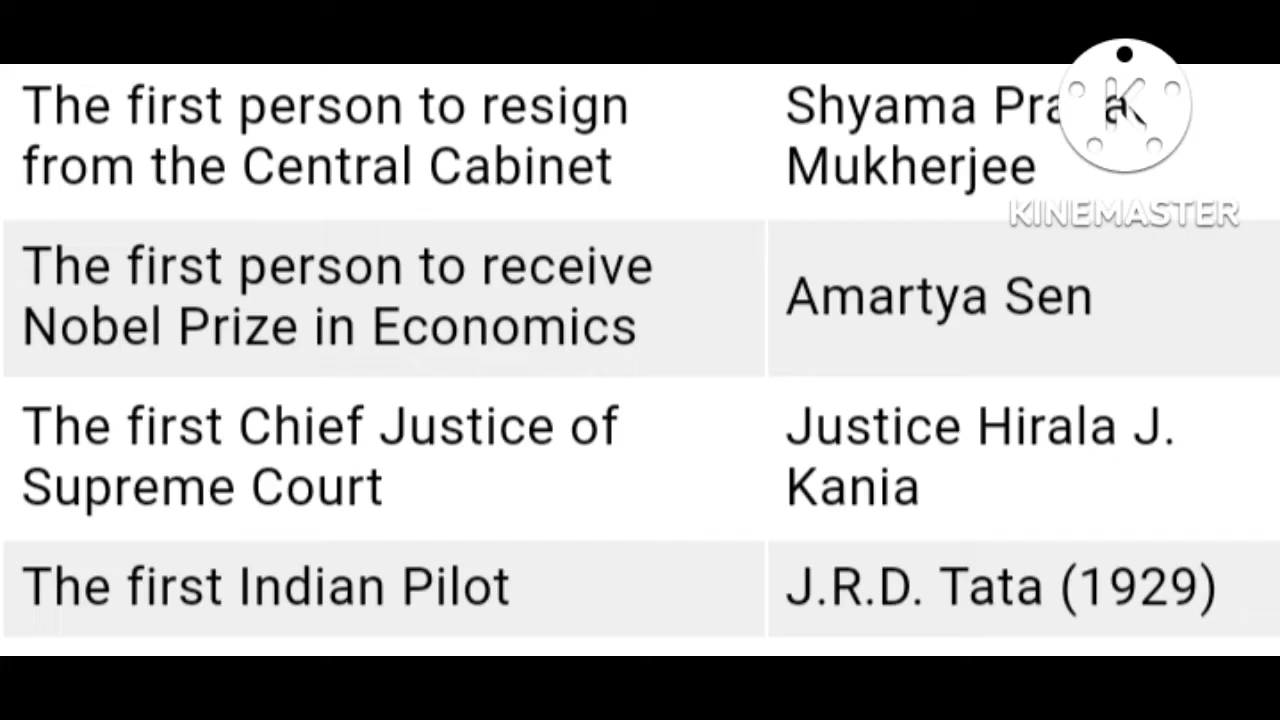 The first person to resign
from the Central Cabinet
Shyama
Mukherjee
KINEMASTER
The first person to receive
Nobel Prize in Economics
Amartya Sen
The first Chief Justice of
Supreme Court
Justice Hirala J.
Kania
The first Indian Pilot
J.R.D. Tata (1929)